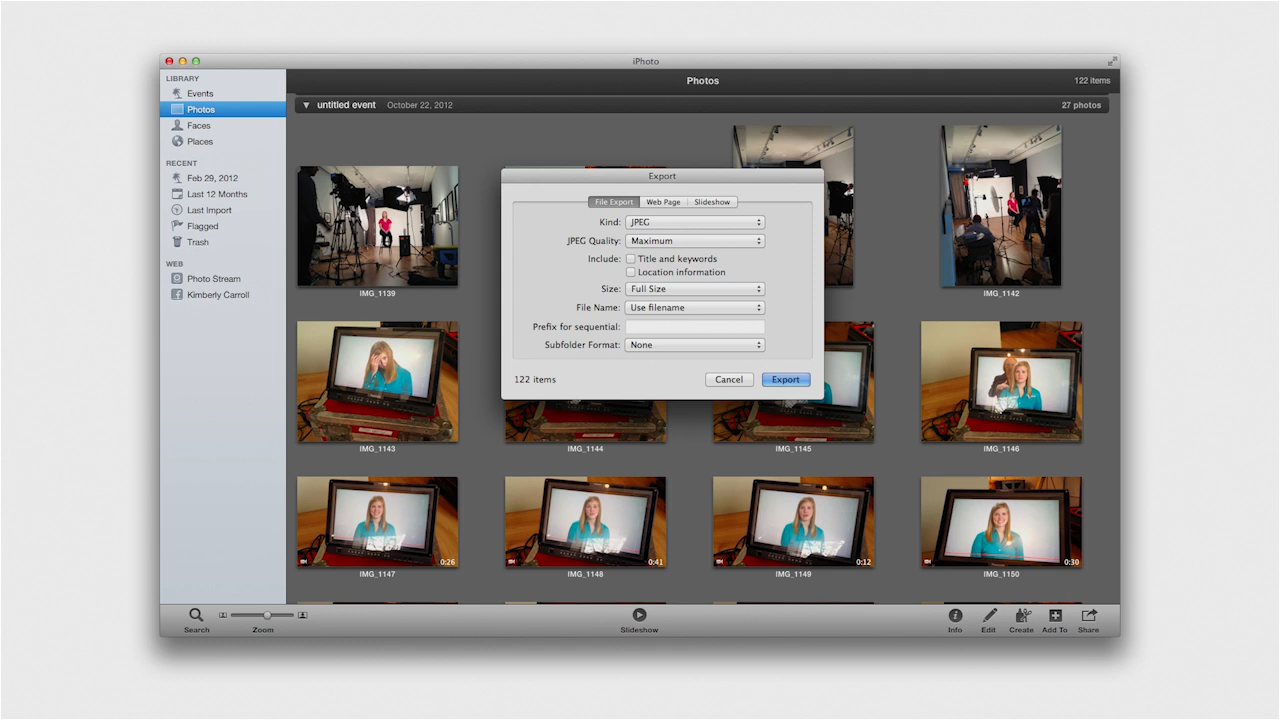 iPhoto
LIBRARY
Events
Photos
Faces
Places
RECENT
Feb 29, 2012
Last 12 Months
Last Import
Flagged
Trash
WEB
Photo Stream
Kimberly Carroll
Photos
122 items
untitled event October 22, 2012
27 photos
Export
File Export Web Page Slideshow
Kind: JPEG
JPEG Quality: Maximum
Include: Title and keywords
Location information
Size: Full Size
File Name: Use filename
Prefix for sequential:
Subfolder Format: None
122 items
Cancel
Export
IMG_1139
IMG_1142
IMG_1143
IMG_1144
IMG_1145
IMG_1146
0:26
0:41
0:12
0:30
IMG_1147
IMG_1148
IMG_1149
IMG_1150
Search
Zoom
Slideshow
Info
Edit
Create
Add To
Share